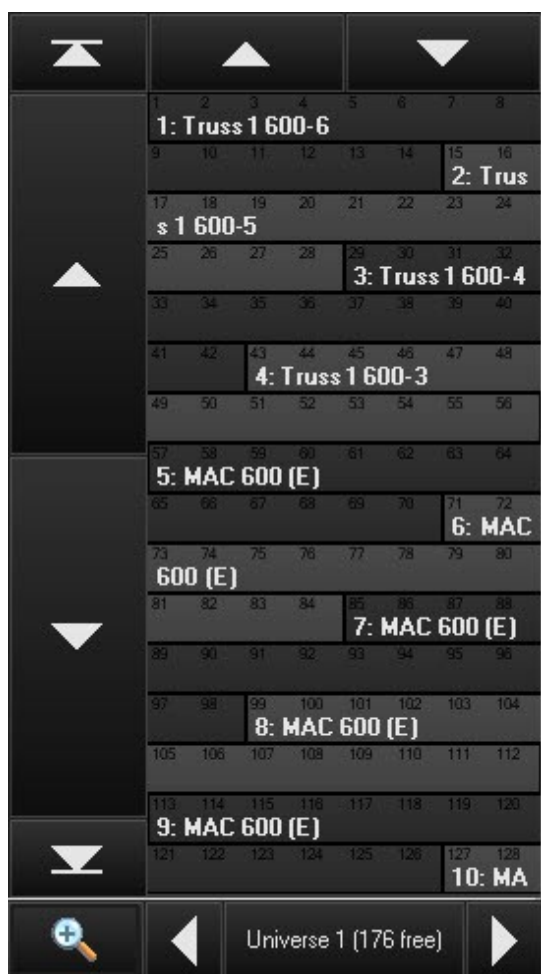 1 2 3 4 5 6 7 8
1: Truss 1 600-6
9 10 11 12 13 14 15 16
2: Trus
17 18 19 20 21 22 23 24
s 1 600-5
25 26 27 28 29 30 31 32
3: Truss 1 600-4
33 34 35 36 37 38 39 40
41 42 43 44 45 46 47 48
4: Truss 1 600-3
49 50 51 52 53 54 55 56
57 58 59 60 61 62 63 64
5: MAC 600 (E)
65 66 67 68 69 70 71 72
6: MAC
73 74 75 76 77 78 79 80
600 (E)
81 82 83 84 85 86 87 88
7: MAC 600 (E)
89 90 91 92 93 94 95 96
97 98 99 100 101 102 103 104
8: MAC 600 (E)
105 106 107 108 109 110 111 112
113 114 115 116 117 118 119 120
9: MAC 600 (E)
121 122 123 124 125 126 127 128
10: MA
Universe 1 (176 free)